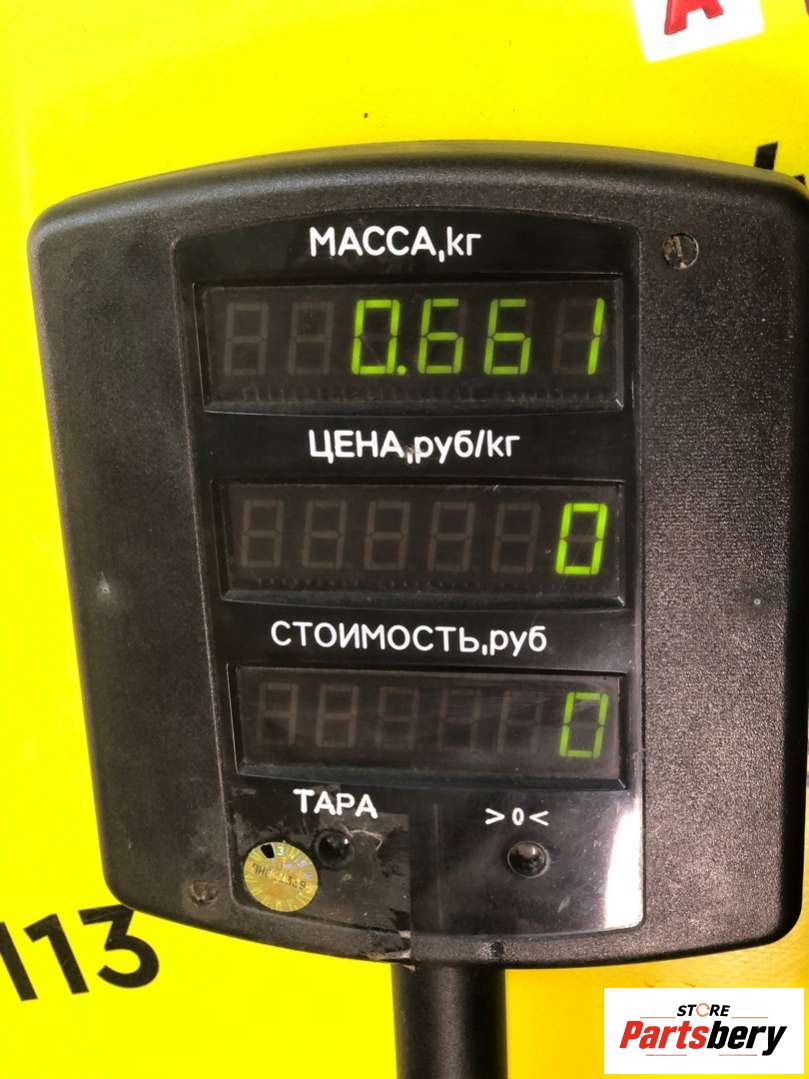 МАССА,кг
0.661
ЦЕНА,руб/кг
0
СТОИМОСТЬ,руб
0
ТАРА
>0<
113
STORE
Partsbery